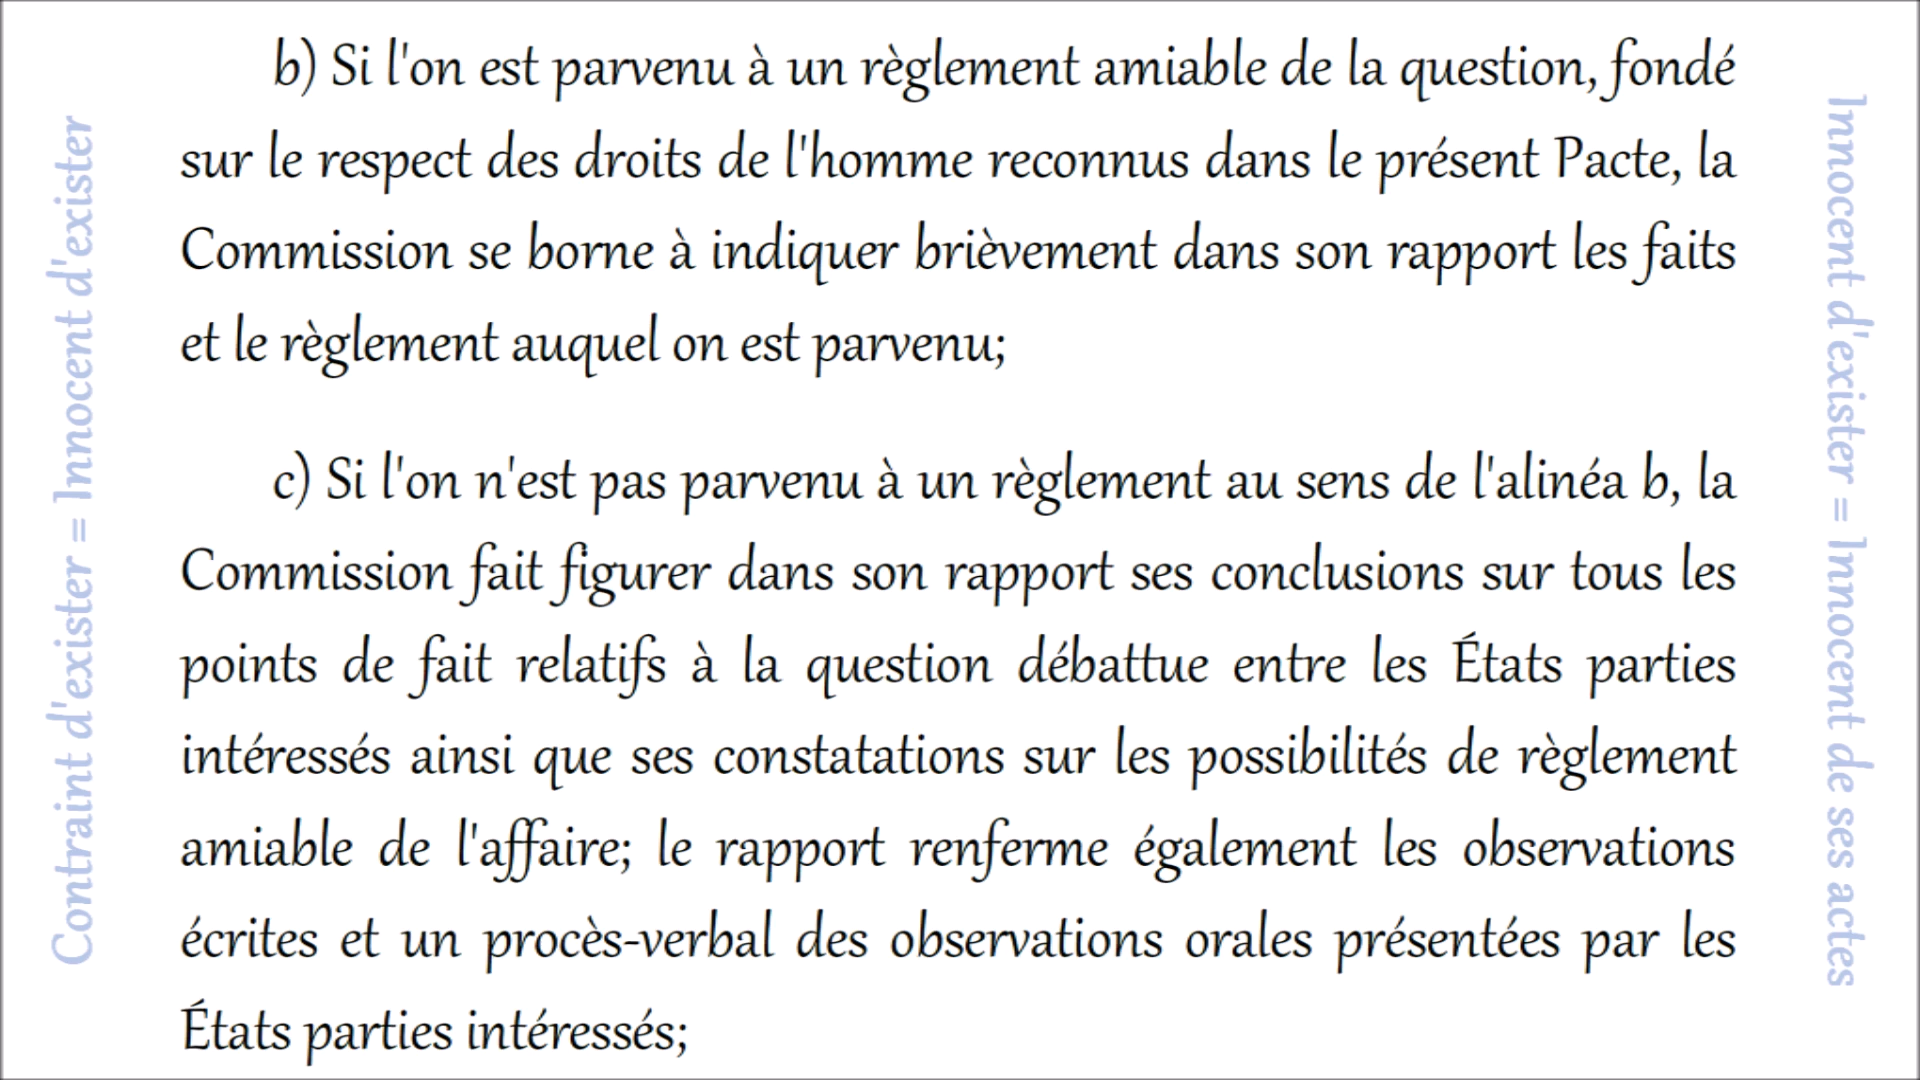 b) Si l'on est parvenu à un règlement amiable de la question, fondé
sur le respect des droits de l'homme reconnus dans le présent Pacte, la
Commission se borne à indiquer brièvement dans son rapport les faits
et le règlement auquel on est parvenu;
c) Si l'on n'est pas parvenu à un règlement au sens de l'alinéa b, la
Commission fait figurer dans son rapport ses conclusions sur tous les
points de fait relatifs à la question débattue entre les États parties
intéressés ainsi que ses constatations sur les possibilités de règlement
amiable de l'affaire; le rapport renferme également les observations
écrites et un procès-verbal des observations orales présentées par les
États parties intéressés;
Contraint d'exister = Innocent d'exister
Innocent d'exister = Innocent de ses actes